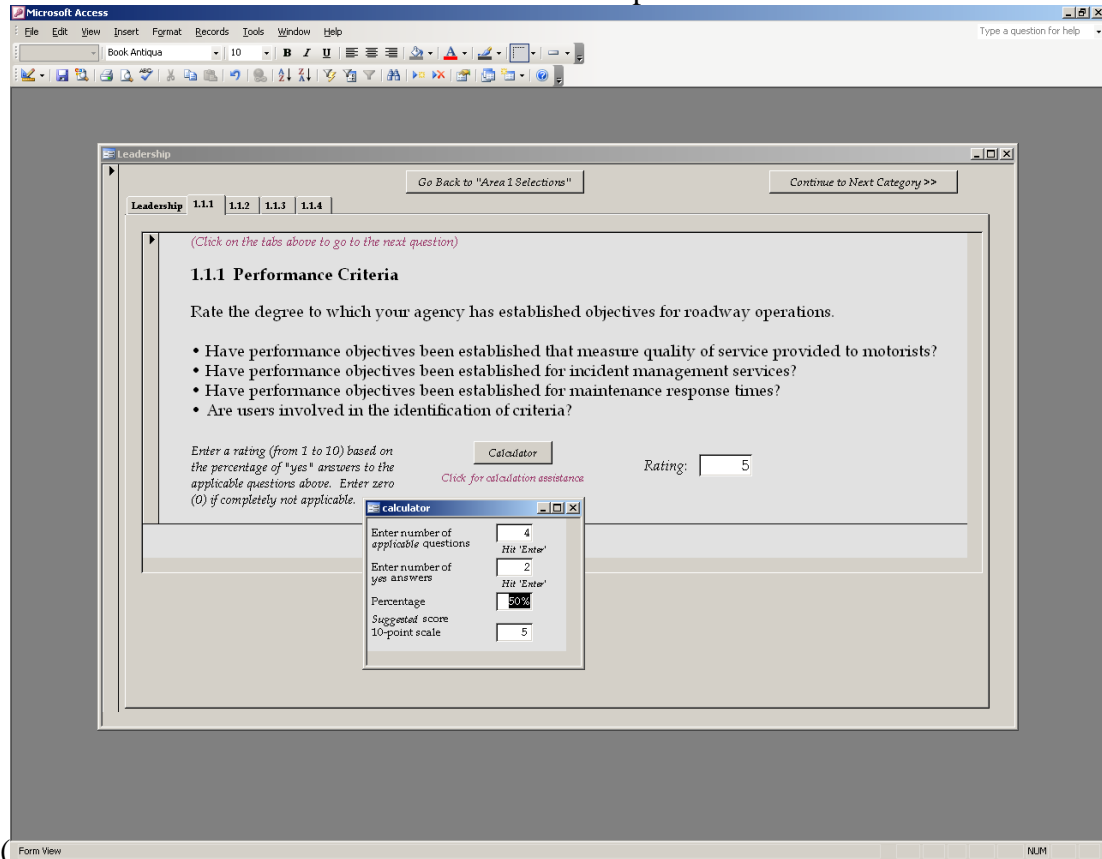 Microsoft Access
File Edit View Insert Format Records Tools Window Help
Type a question for help
Book Antiqua 10 B I U A
Leadership
Go Back to "Area 1 Selections"
Continue to Next Category >>
Leadership 1.1.1 1.1.2 1.1.3 1.1.4
(Click on the tabs above to go to the next question)
1.1.1 Performance Criteria
Rate the degree to which your agency has established objectives for roadway operations.
• Have performance objectives been established that measure quality of service provided to motorists?
• Have performance objectives been established for incident management services?
• Have performance objectives been established for maintenance response times?
• Are users involved in the identification of criteria?
Enter a rating (from 1 to 10) based on
the percentage of "yes" answers to the
applicable questions above. Enter zero
(0) if completely not applicable.
Calculator
Click for calculation assistance
Rating: 5
calculator
Enter number of
applicable questions
4
Hit 'Enter'
Enter number of
yes answers
2
Hit 'Enter'
Percentage 50%
Suggested score
10-point scale 5
(
Form View
NUM